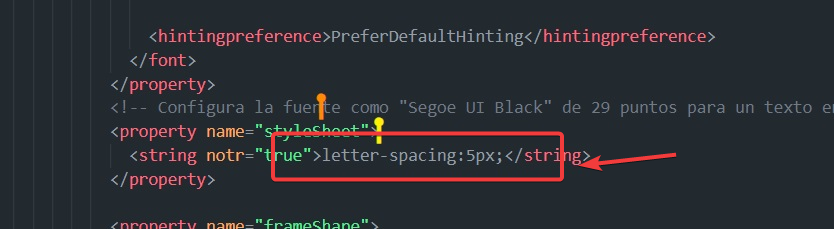 <hintingpreference>PreferDefaultHinting</hintingpreference>
</font>
</property>
<!-- Configura la fuente como "Segoe UI Black" de 29 puntos para un texto en
<property name="styleSheet">
<string notr="true">letter-spacing:5px;</string>
</property>
<property name="frameShape">